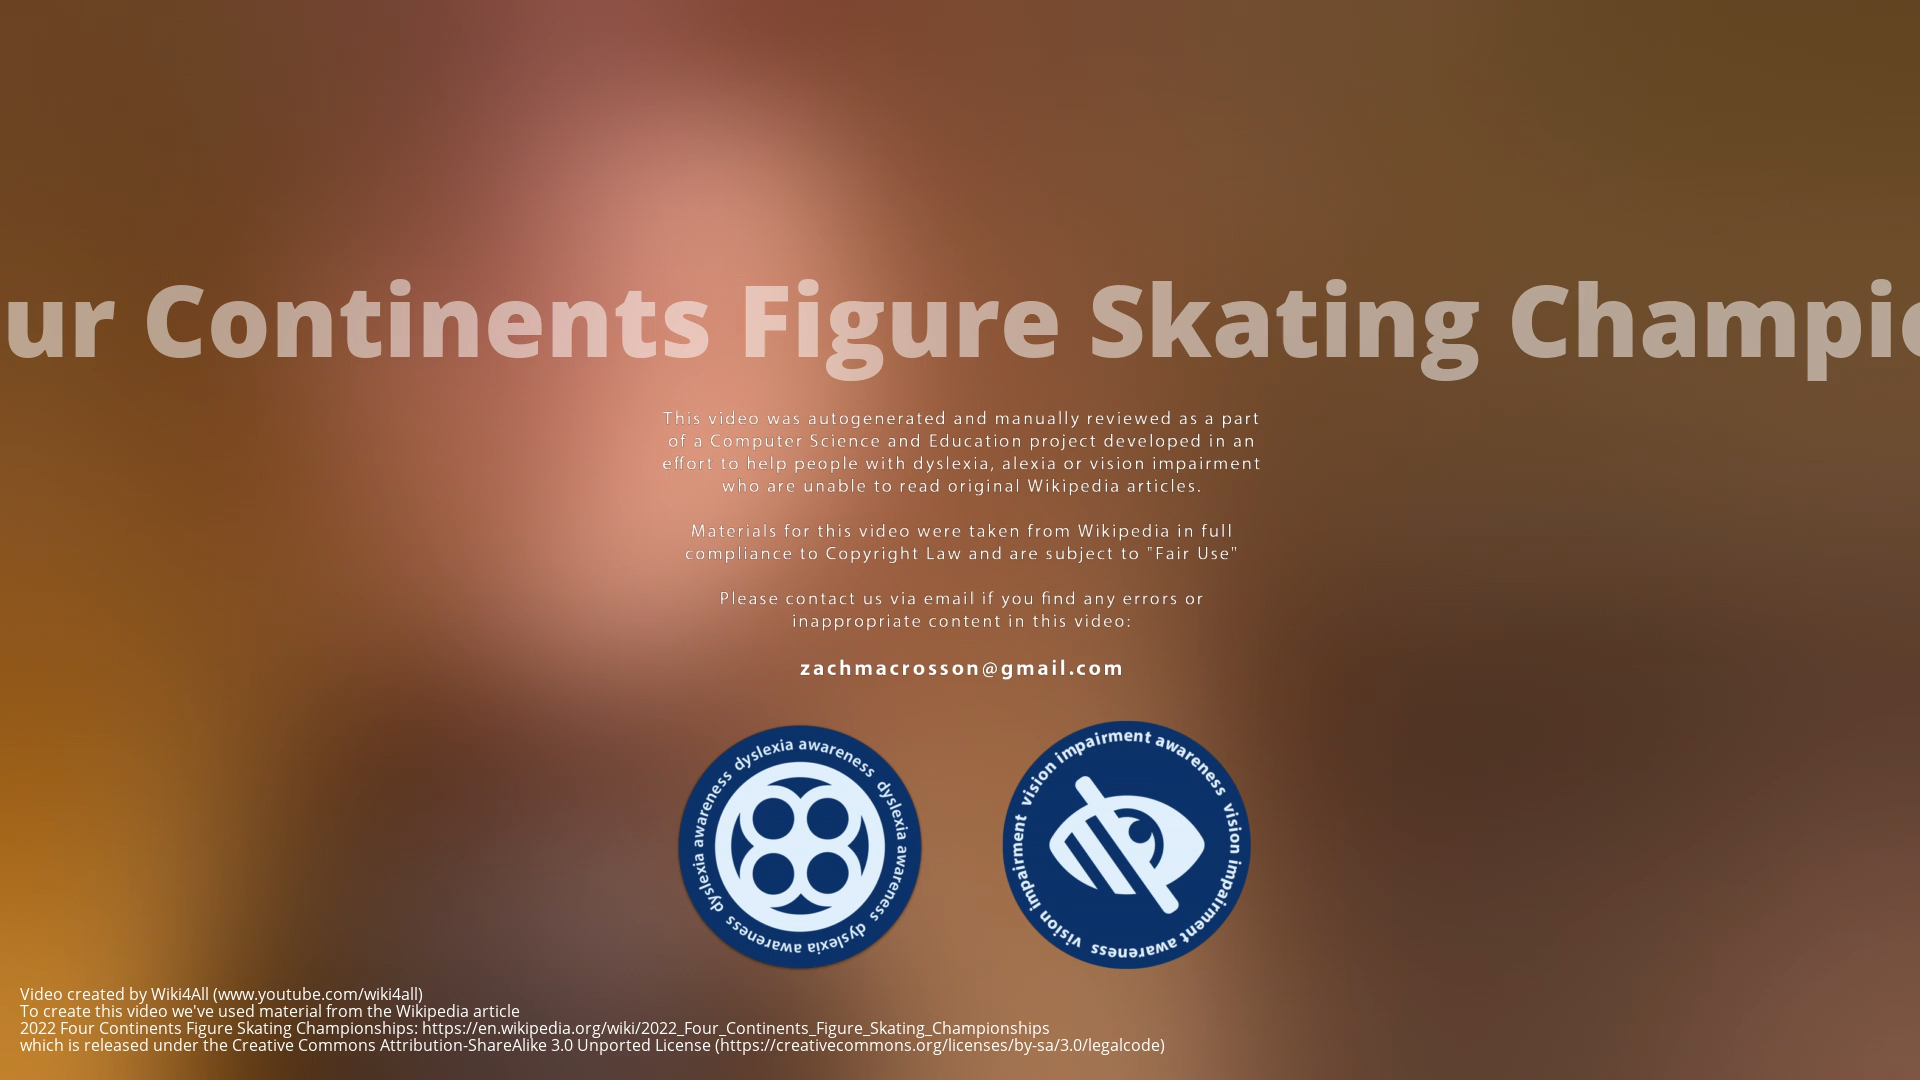 ur Continents Figure Skating Champio
This video was autogenerated and manually reviewed as a part
of a Computer Science and Education project developed in an
effort to help people with dyslexia, alexia or vision impairment
who are unable to read original Wikipedia articles.
Materials for this video were taken from Wikipedia in full
compliance to Copyright Law and are subject to "Fair Use"
Please contact us via email if you find any errors or
inappropriate content in this video:
zachmacrosson@gmail.com
dyslexia awareness dyslexia awareness dyslexia awareness dyslexia awareness
vision impairment awareness vision impairment awareness vision impairment
Video created by Wiki4All (www.youtube.com/wiki4all)
To create this video we've used material from the Wikipedia article
2022 Four Continents Figure Skating Championships: https://en.wikipedia.org/wiki/2022_Four_Continents_Figure_Skating_Championships
which is released under the Creative Commons Attribution-ShareAlike 3.0 Unported License (https://creativecommons.org/licenses/by-sa/3.0/legalcode)